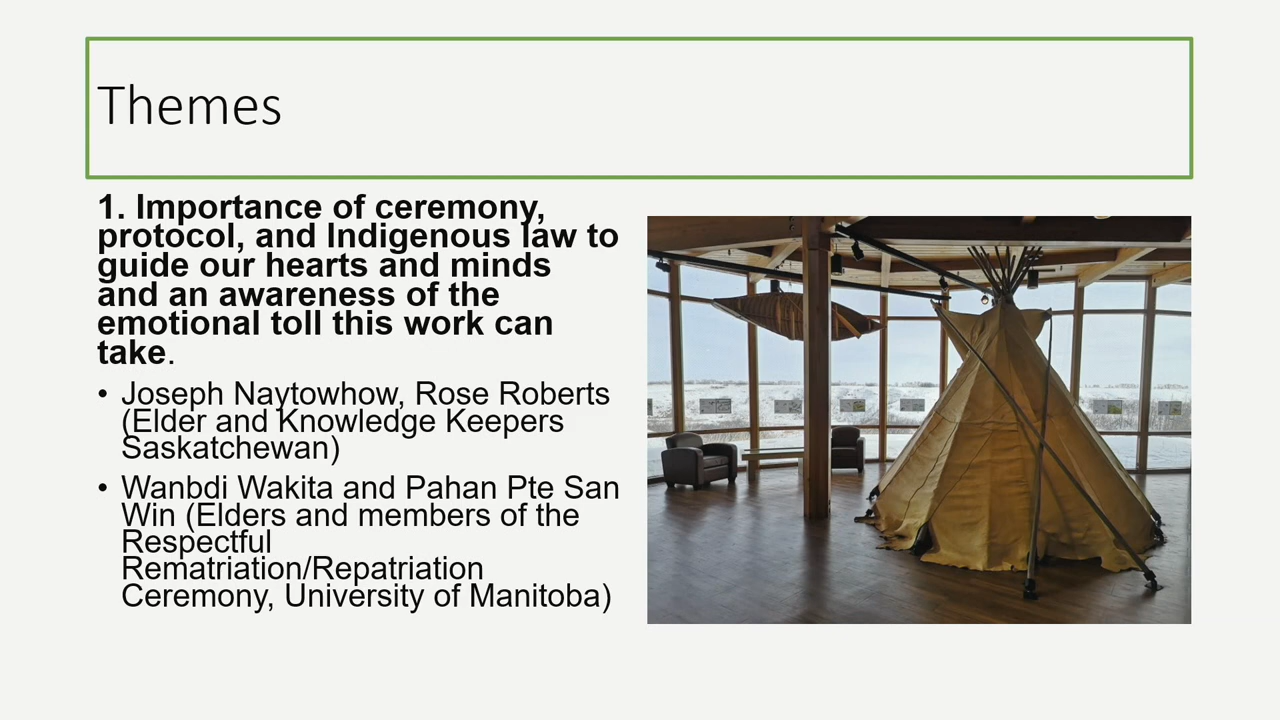 Themes
1. Importance of ceremony,
protocol, and Indigenous law to
guide our hearts and minds
and an awareness of the
emotional toll this work can
take.
• Joseph Naytowhow, Rose Roberts
(Elder and Knowledge Keepers
Saskatchewan)
• Wanbdi Wakita and Pahan Pte San
Win (Elders and members of the
Respectful
Rematriation/Repatriation
Ceremony, University of Manitoba)